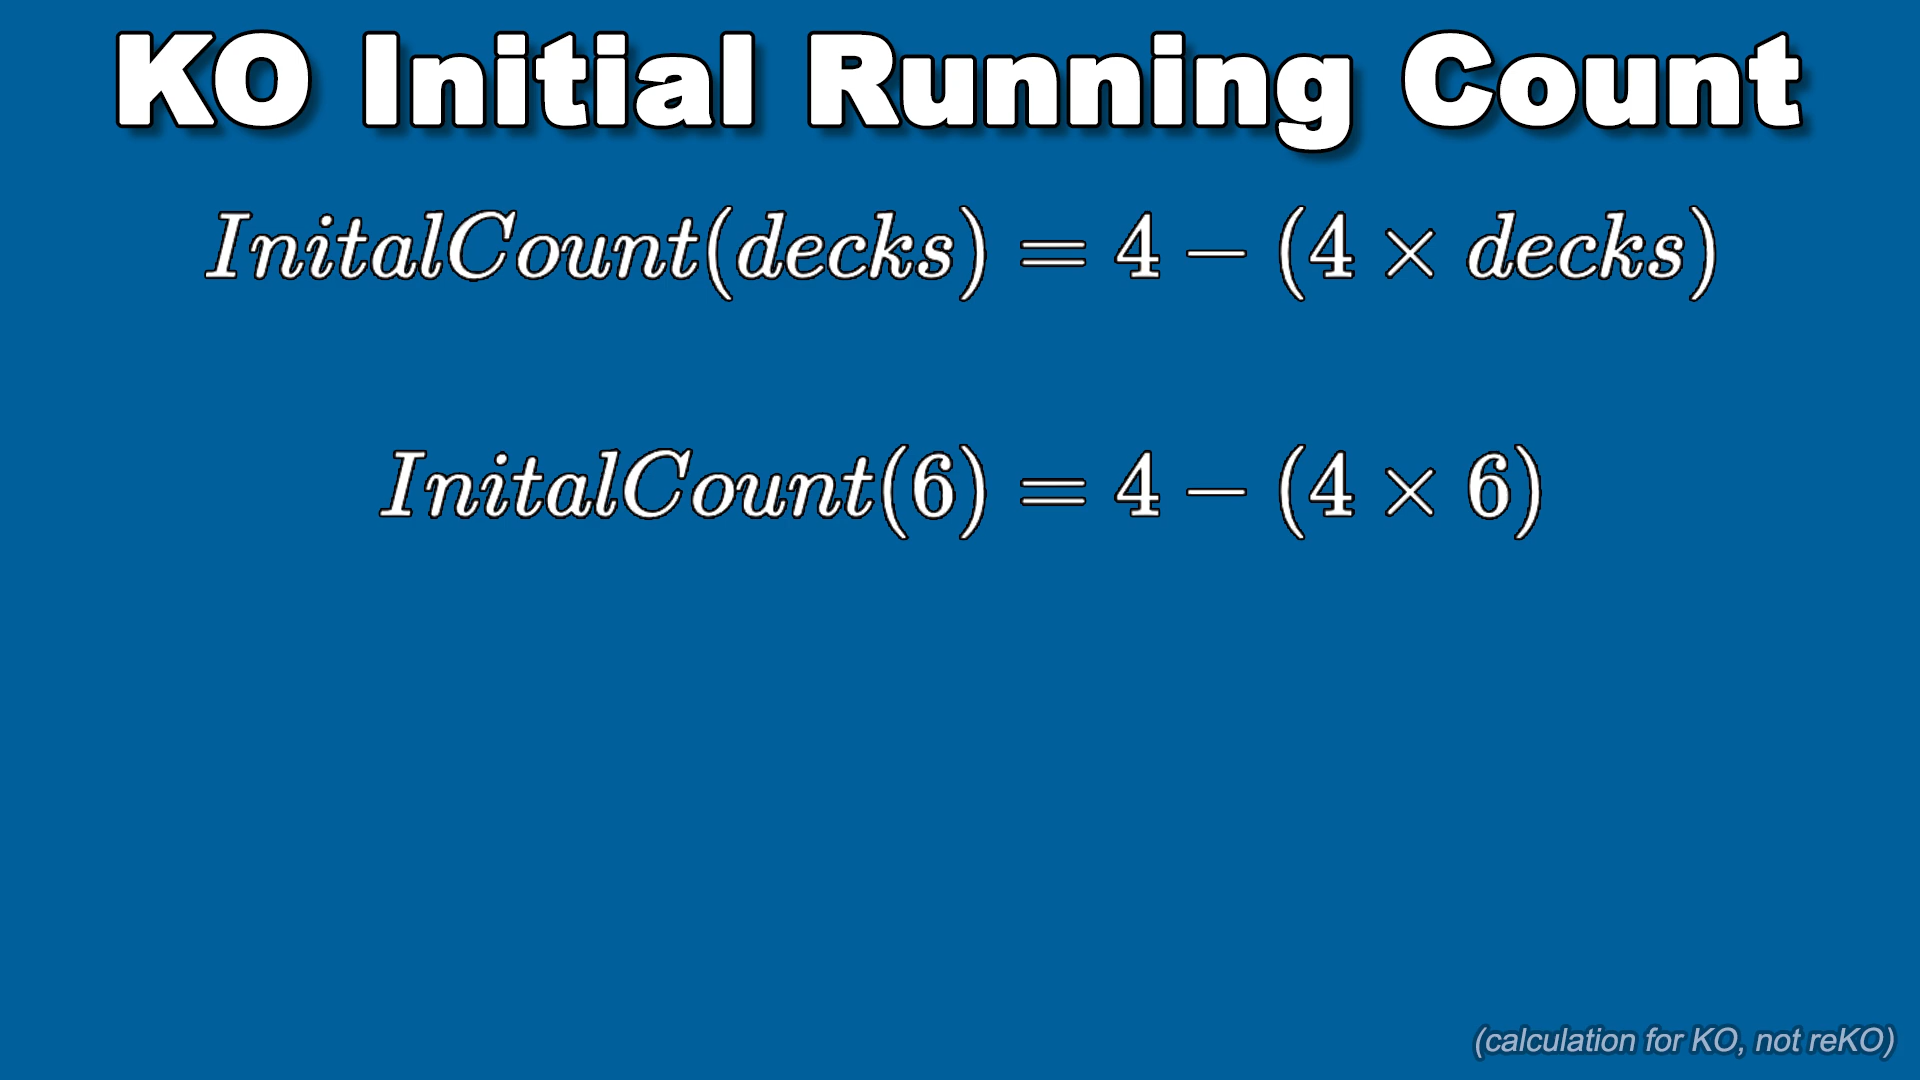 KO Initial Running Count
InitalCount(decks) = 4 − (4 × decks)
InitalCount(6) = 4 − (4 × 6)
(calculation for KO, not reKO)